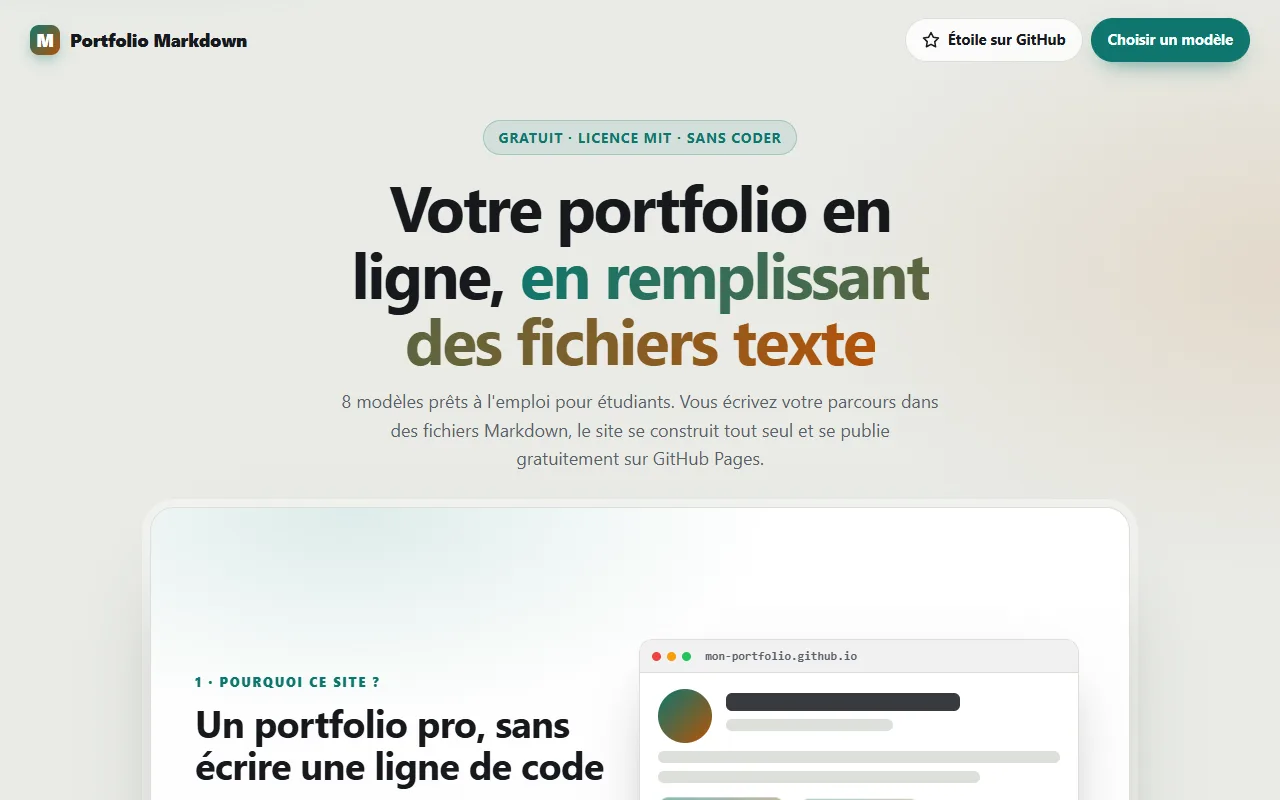 M Portfolio Markdown
Étoile sur GitHub
Choisir un modèle
GRATUIT · LICENCE MIT · SANS CODER
Votre portfolio en
ligne, en remplissant
des fichiers texte
8 modèles prêts à l'emploi pour étudiants. Vous écrivez votre parcours dans
des fichiers Markdown, le site se construit tout seul et se publie
gratuitement sur GitHub Pages.
mon-portfolio.github.io
1 · POURQUOI CE SITE ?
Un portfolio pro, sans
écrire une ligne de code